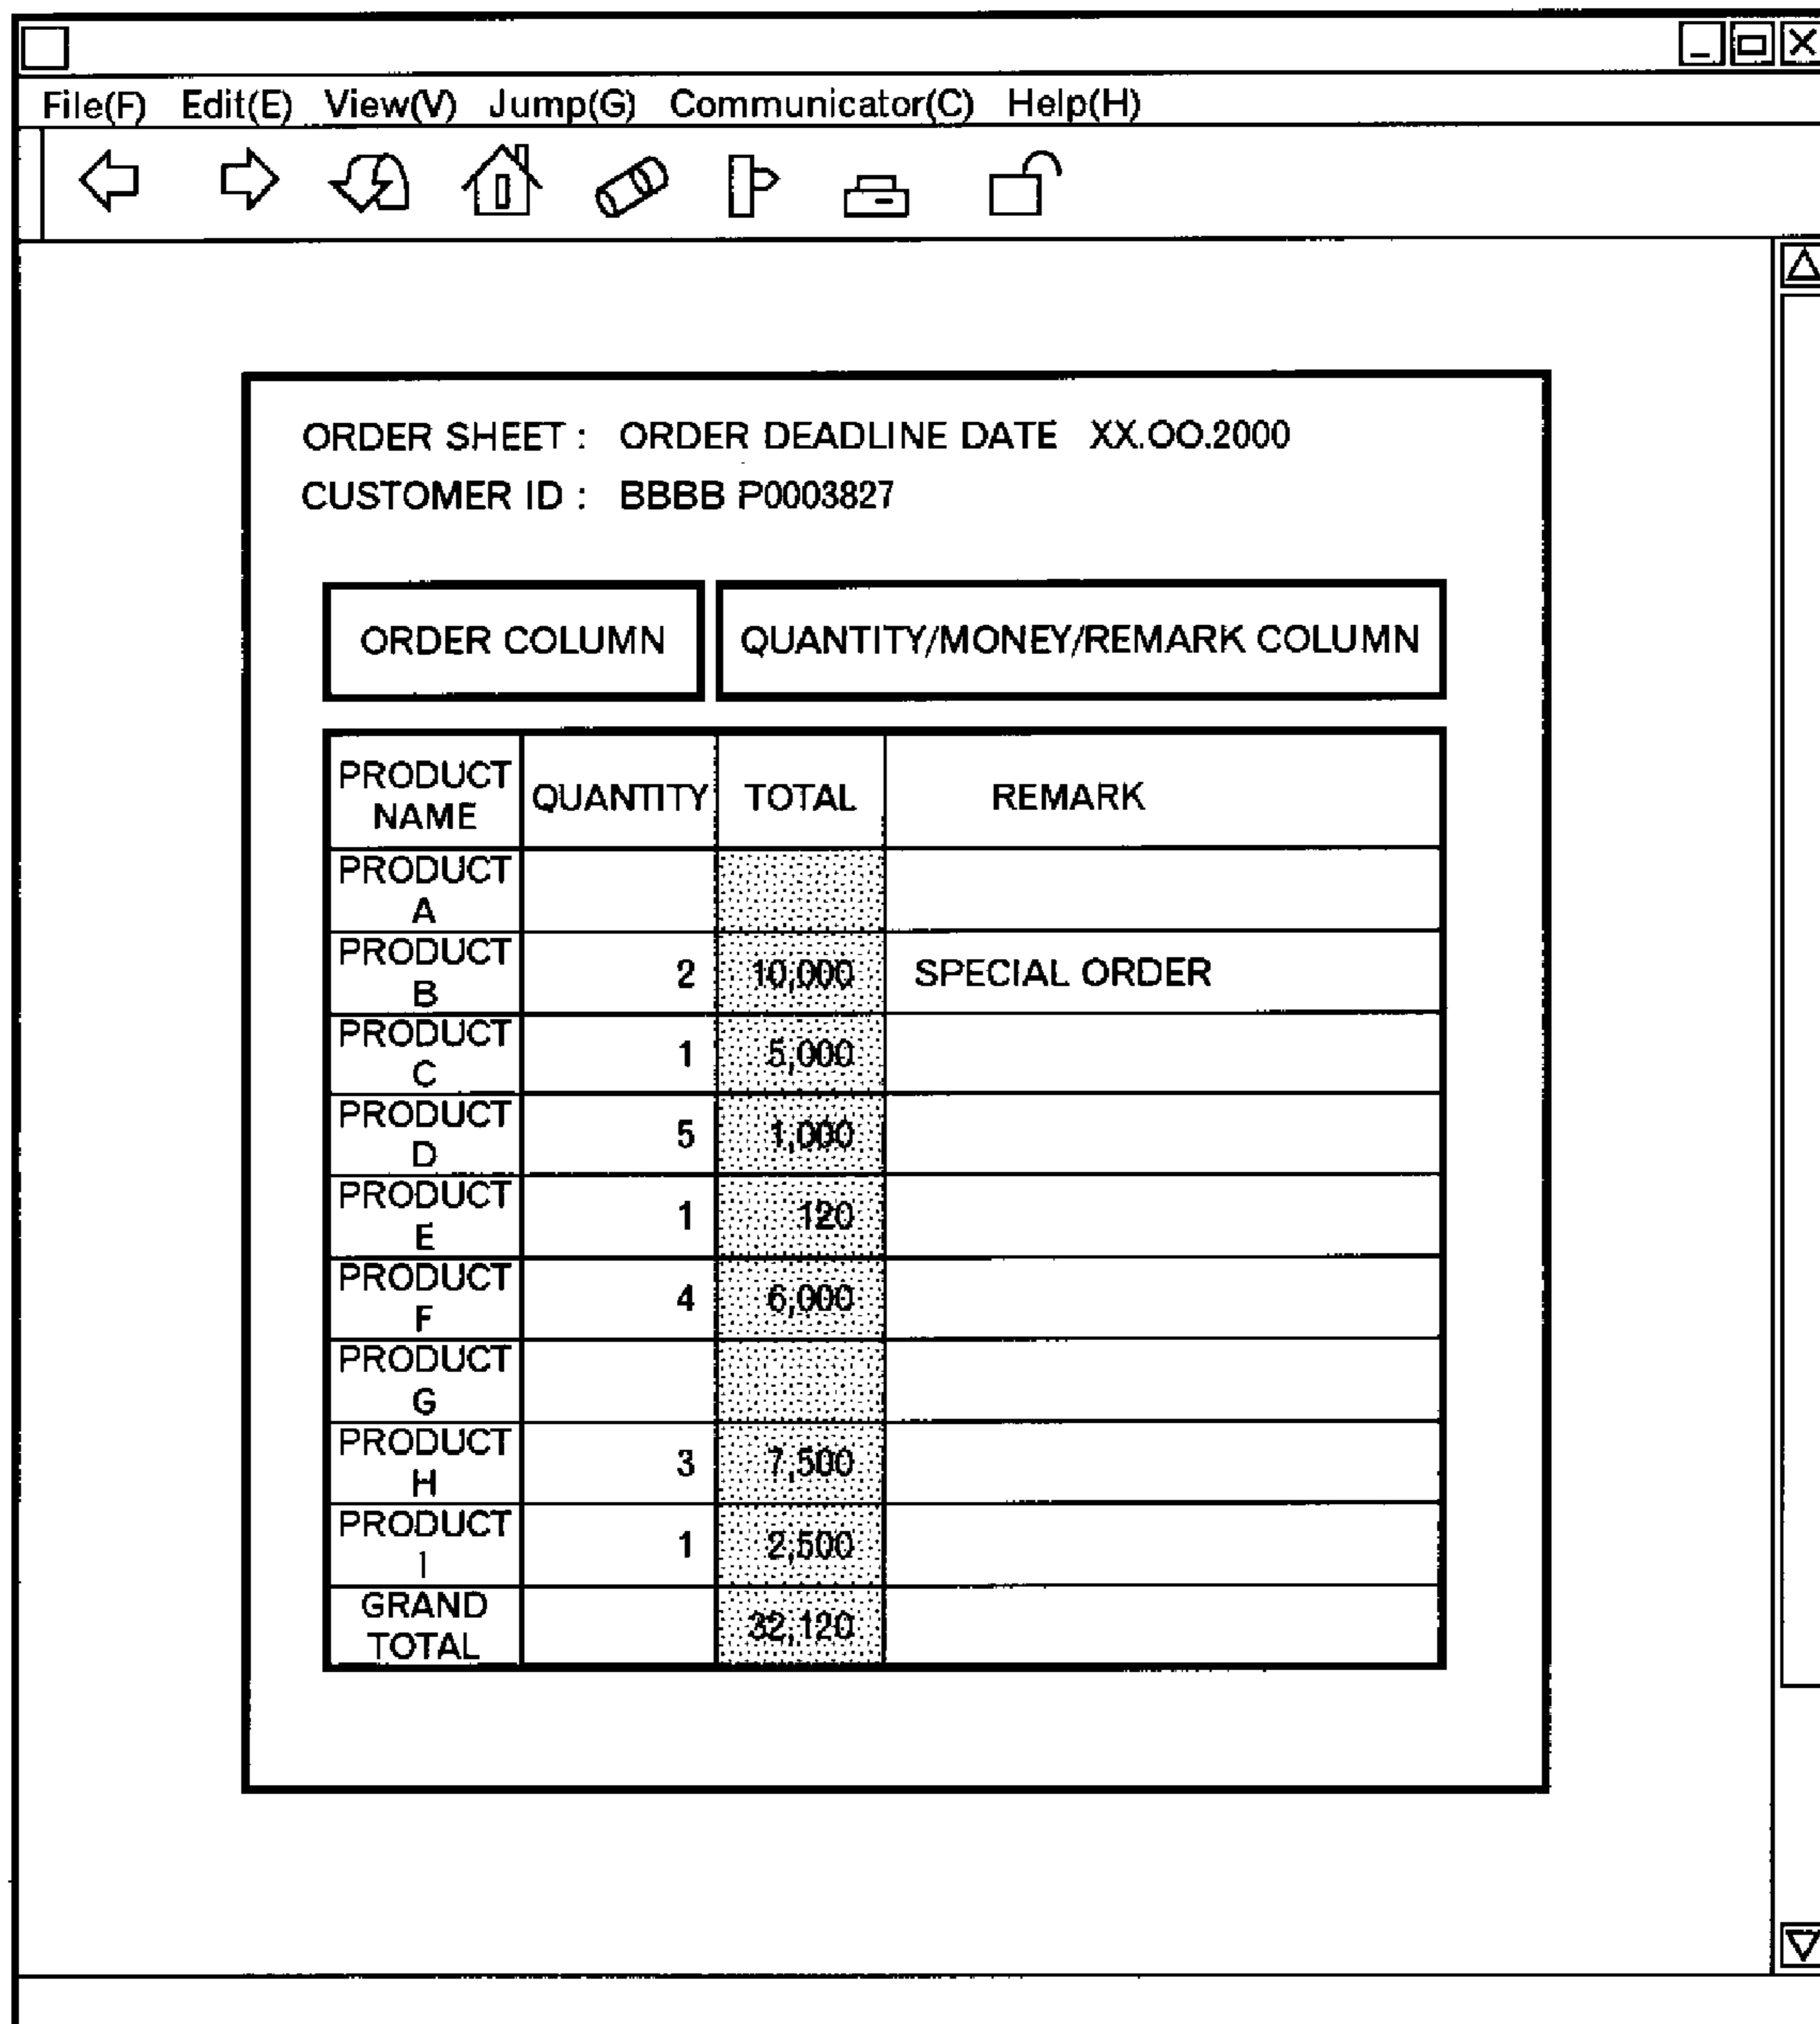 File(F) Edit(E) View(V) Jump(G) Communicator(C) Help(H)
ORDER SHEET : ORDER DEADLINE DATE XX.OO.2000
CUSTOMER ID : BBBB P0003827
ORDER COLUMN QUANTITY/MONEY/REMARK COLUMN
PRODUCT
NAME
QUANTITY TOTAL REMARK
PRODUCT
A
PRODUCT
B
2 10,000 SPECIAL ORDER
PRODUCT
C
1 5,000
PRODUCT
D
5 1,000
PRODUCT
E
1 120
PRODUCT
F
4 6,000
PRODUCT
G
PRODUCT
H
3 7,500
PRODUCT
I
1 2,500
GRAND
TOTAL
32,120